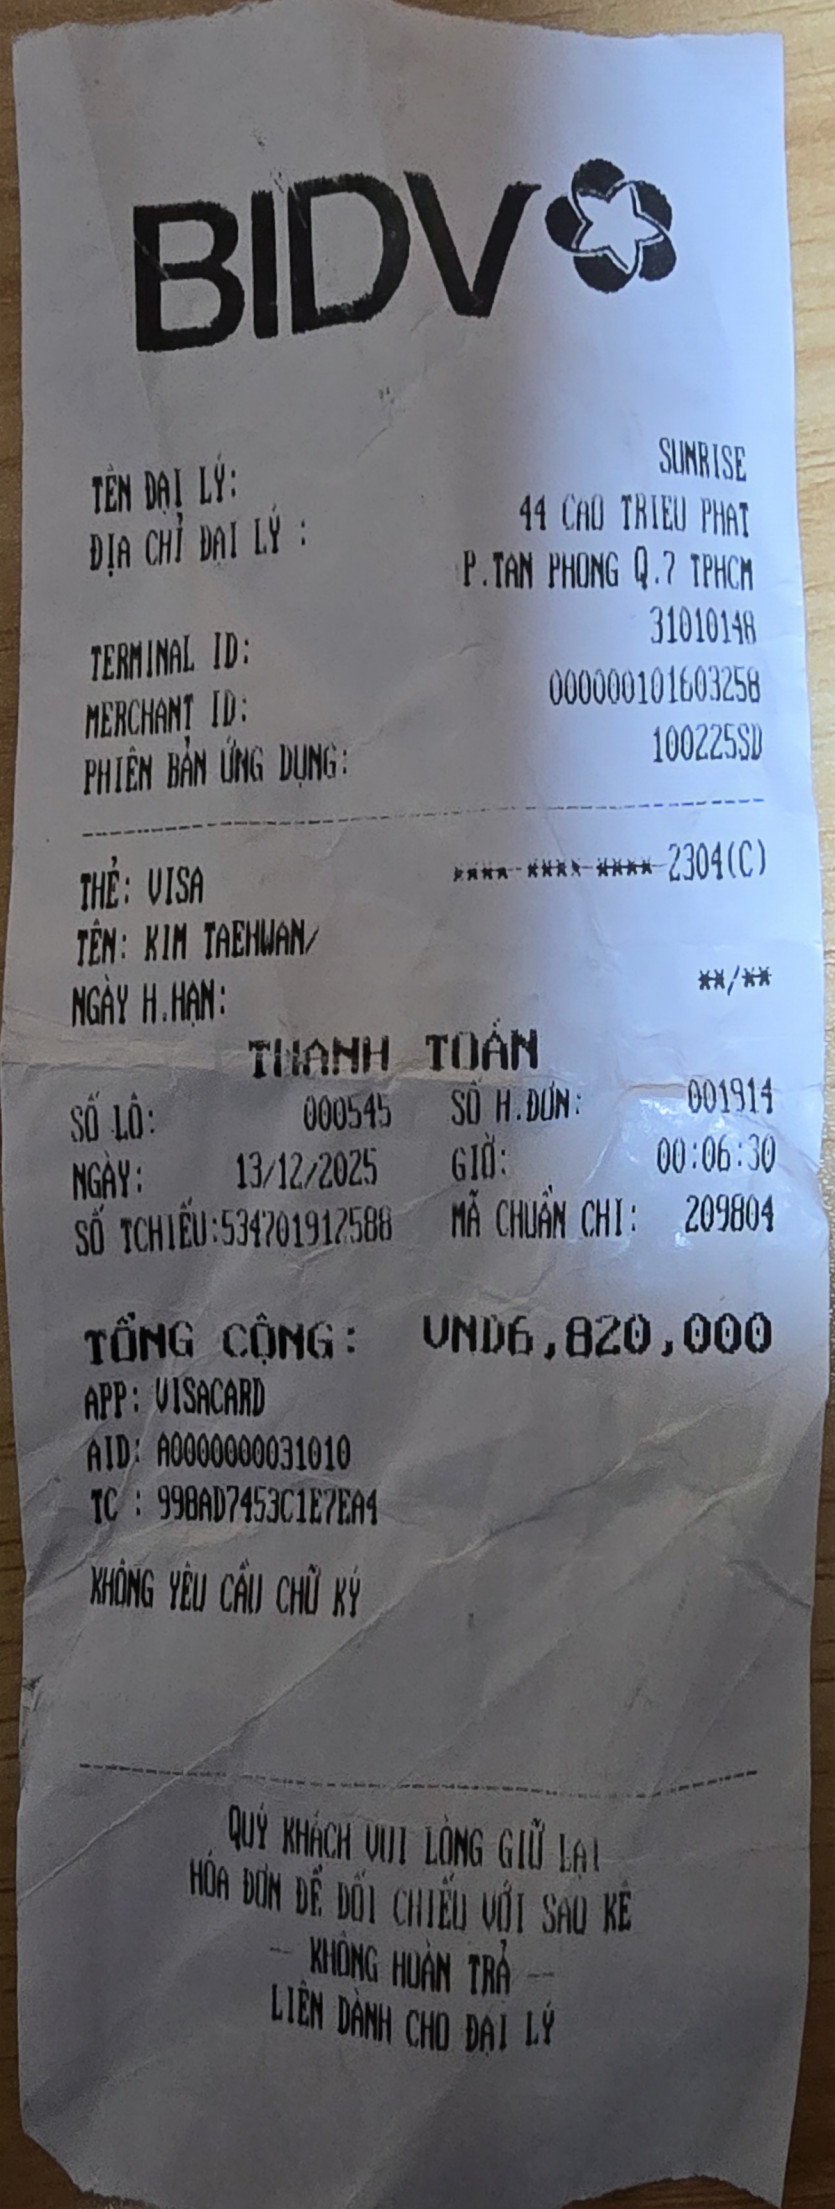 BIDV
TÊN ĐẠI LÝ: SUNRISE
ĐỊA CHỈ ĐẠI LÝ : 44 CAO TRIEU PHAT
P.TAN PHONG Q.7 TPHCM
TERMINAL ID: 31010148
MERCHANT ID: 000000101603258
PHIÊN BẢN ỨNG DỤNG: 100225SD
THẺ: VISA ****-****-****-2304(C)
TÊN: KIM TAEHWAN/
NGÀY H.HẠN: **/**
THANH TOÁN
SỐ LÔ: 000545 SỐ H.ĐƠN: 001914
NGÀY: 13/12/2025 GIỜ: 00:06:30
SỐ TCHIẾU:534701912588 MÃ CHUẨN CHI: 209804
TỔNG CỘNG: VND6,820,000
APP: VISACARD
AID: A0000000031010
TC : 998AD7453C1E7EA4
KHÔNG YÊU CẦU CHỮ KÝ
QUÝ KHÁCH VUI LÒNG GIỮ LẠI
HÓA ĐƠN ĐỂ ĐỐI CHIẾU VỚI SAO KÊ
-- KHÔNG HOÀN TRẢ --
LIÊN DÀNH CHO ĐẠI LÝ